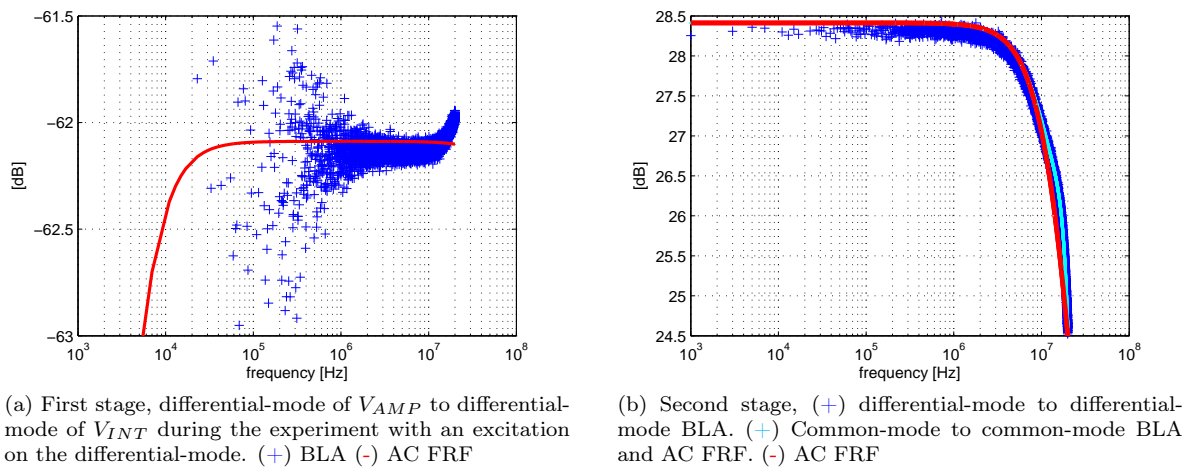 −61.5
−62
−62.5
−63
[dB]
10^3 10^4 10^5 10^6 10^7 10^8
frequency [Hz]
28.5
28
27.5
27
26.5
26
25.5
25
24.5
[dB]
10^3 10^4 10^5 10^6 10^7 10^8
frequency [Hz]
(a) First stage, differential-mode of V_AMP to differential-
mode of V_INT during the experiment with an excitation
on the differential-mode. (+) BLA (-) AC FRF
(b) Second stage, (+) differential-mode to differential-
mode BLA. (+) Common-mode to common-mode BLA
and AC FRF. (-) AC FRF